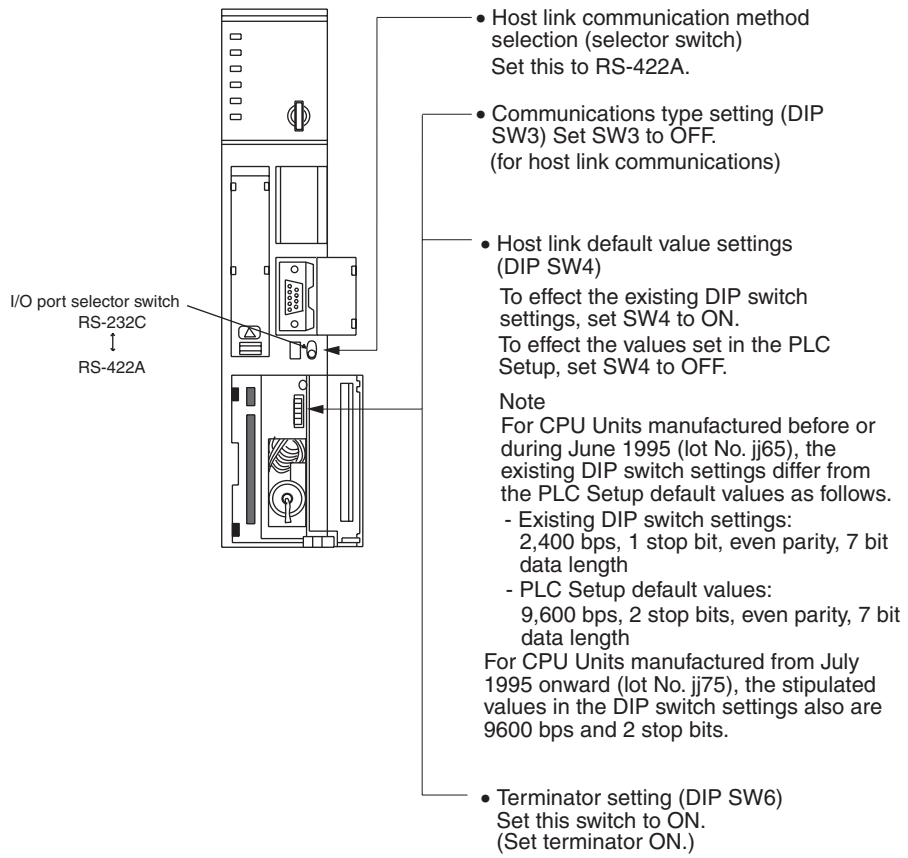 • Host link communication method
selection (selector switch)
Set this to RS-422A.
• Communications type setting (DIP
SW3) Set SW3 to OFF.
(for host link communications)
• Host link default value settings
(DIP SW4)
To effect the existing DIP switch
settings, set SW4 to ON.
To effect the values set in the PLC
Setup, set SW4 to OFF.
I/O port selector switch
RS-232C
RS-422A
Note
For CPU Units manufactured before or
during June 1995 (lot No. jj65), the
existing DIP switch settings differ from
the PLC Setup default values as follows.
- Existing DIP switch settings:
2,400 bps, 1 stop bit, even parity, 7 bit
data length
- PLC Setup default values:
9,600 bps, 2 stop bits, even parity, 7 bit
data length
For CPU Units manufactured from July
1995 onward (lot No. jj75), the stipulated
values in the DIP switch settings also are
9600 bps and 2 stop bits.
• Terminator setting (DIP SW6)
Set this switch to ON.
(Set terminator ON.)